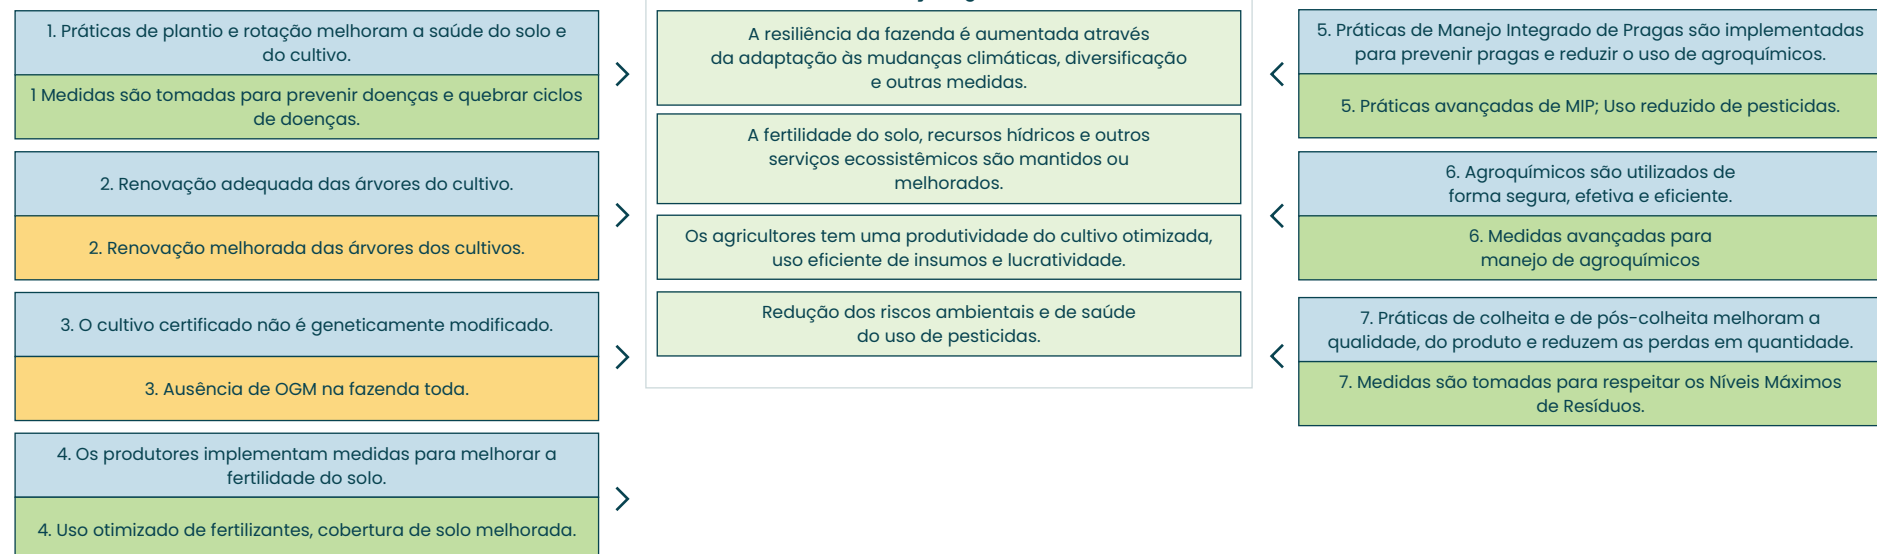 1. Práticas de plantio e rotação melhoram a saúde do solo e
do cultivo.
1 Medidas são tomadas para prevenir doenças e quebrar ciclos
de doenças.
2. Renovação adequada das árvores do cultivo.
2. Renovação melhorada das árvores dos cultivos.
3. O cultivo certificado não é geneticamente modificado.
3. Ausência de OGM na fazenda toda.
4. Os produtores implementam medidas para melhorar a
fertilidade do solo.
4. Uso otimizado de fertilizantes, cobertura de solo melhorada.
A resiliência da fazenda é aumentada através
da adaptação às mudanças climáticas, diversificação
e outras medidas.
A fertilidade do solo, recursos hídricos e outros
serviços ecossistêmicos são mantidos ou
melhorados.
Os agricultores tem uma produtividade do cultivo otimizada,
uso eficiente de insumos e lucratividade.
Redução dos riscos ambientais e de saúde
do uso de pesticidas.
5. Práticas de Manejo Integrado de Pragas são implementadas
para prevenir pragas e reduzir o uso de agroquímicos.
5. Práticas avançadas de MIP; Uso reduzido de pesticidas.
6. Agroquímicos são utilizados de
forma segura, efetiva e eficiente.
6. Medidas avançadas para
manejo de agroquímicos
7. Práticas de colheita e de pós-colheita melhoram a
qualidade, do produto e reduzem as perdas em quantidade.
7. Medidas são tomadas para respeitar os Níveis Máximos
de Resíduos.